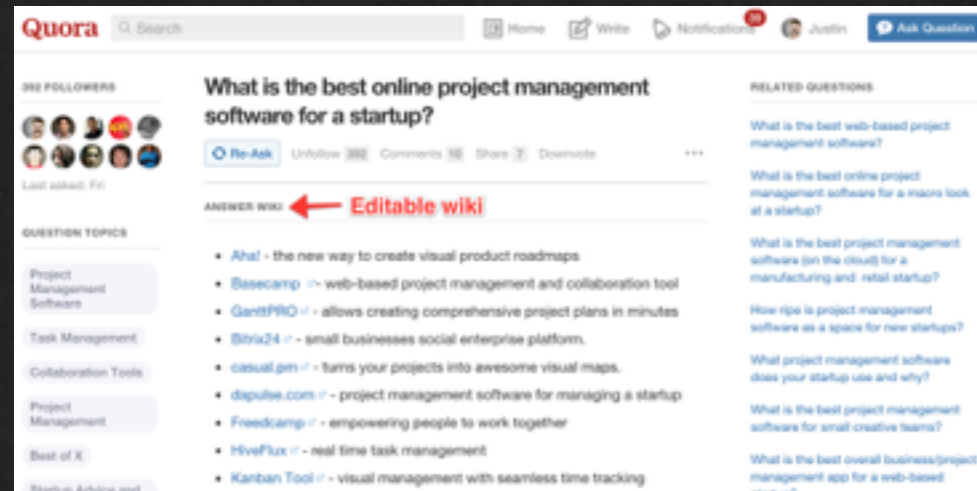 Quora
Search
Home
Write
Notifications
39
Justin
Ask Question
392 FOLLOWERS
Last asked: Fri
QUESTION TOPICS
Project
Management
Software
Task Management
Collaboration Tools
Project
Management
Best of X
Startup Advice and
What is the best online project management
software for a startup?
Re-Ask
Unfollow 392
Comments 10
Share 7
Downvote
ANSWER WIKI
Editable wiki
Aha! - the new way to create visual product roadmaps
Basecamp - web-based project management and collaboration tool
GanttPRO - allows creating comprehensive project plans in minutes
Bitrix24 - small businesses social enterprise platform.
casual.pm - turns your projects into awesome visual maps.
dapulse.com - project management software for managing a startup
Freedcamp - empowering people to work together
HiveFlux - real time task management
Kanban Tool - visual management with seamless time tracking
RELATED QUESTIONS
What is the best web-based project
management software?
What is the best online project
management software for a macro look
at a startup?
What is the best project management
software (on the cloud) for a
manufacturing and retail startup?
How ripe is project management
software as a space for new startups?
What project management software
does your startup use and why?
What is the best project management
software for small creative teams?
What is the best overall business/project
management app for a web-based
startup?